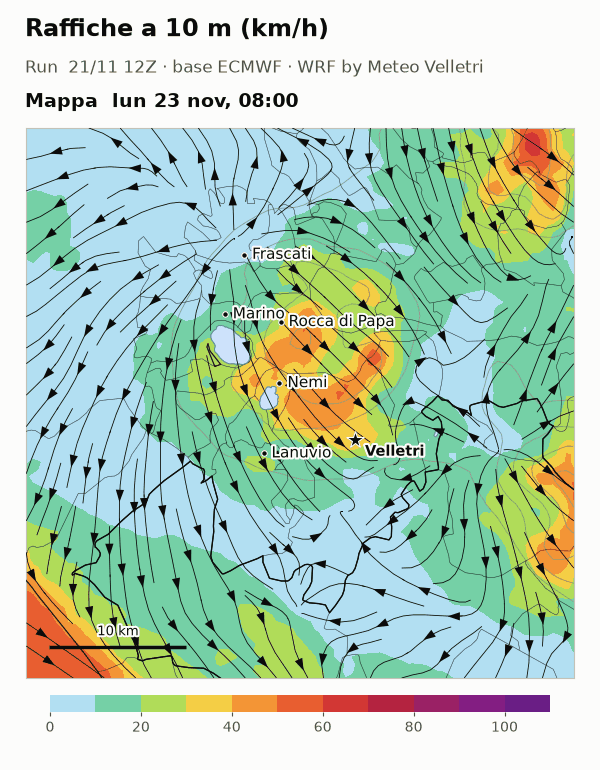 Raffiche a 10 m (km/h)
Run  21/11 12Z · base ECMWF · WRF by Meteo Velletri
Mappa  lun 23 nov, 08:00
Frascati
Marino
Rocca di Papa
Nemi
Velletri
Lanuvio
10 km
0 20 40 60 80 100